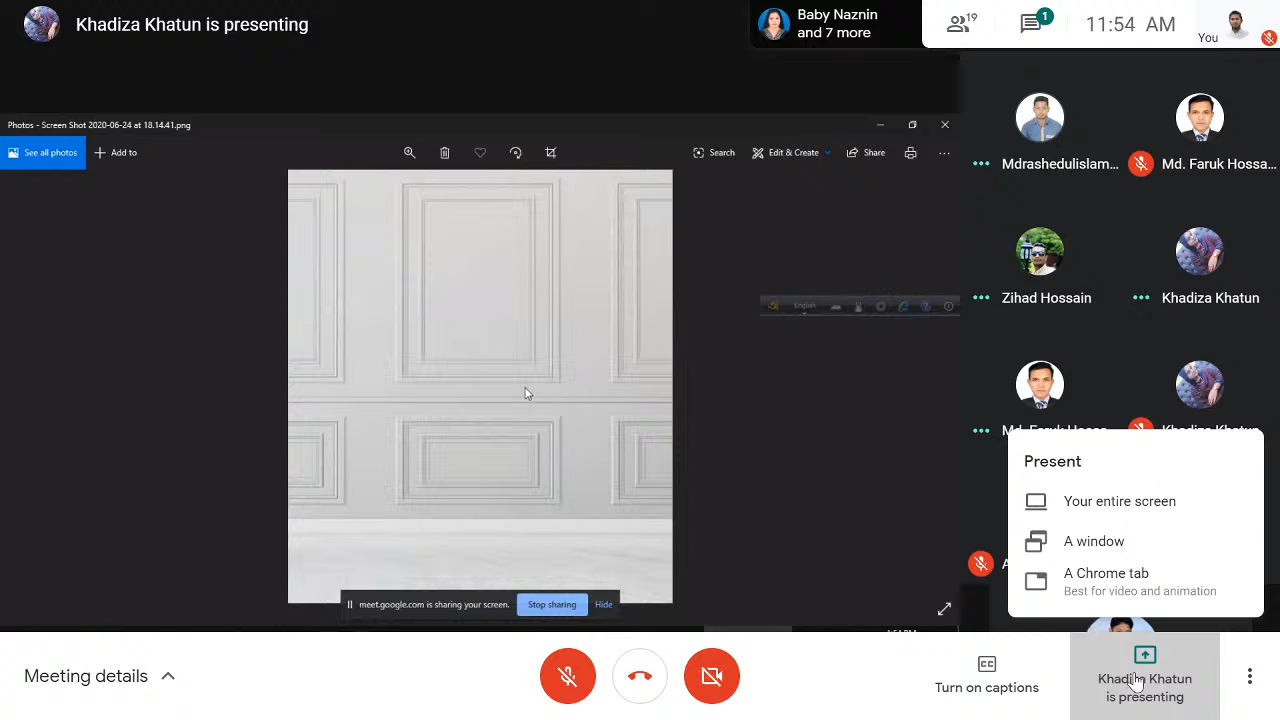 Khadiza Khatun is presenting
Baby Naznin
and 7 more
19
1
11:54 AM
You
Photos - Screen Shot 2020-06-24 at 18.14.41.png
See all photos
Add to
Search
Edit & Create
Share
English
Mdrashedulislam...
Md. Faruk Hossa...
Zihad Hossain
Khadiza Khatun
Present
Your entire screen
A window
A Chrome tab
Best for video and animation
meet.google.com is sharing your screen.
Stop sharing
Hide
Meeting details
Turn on captions
Khadiza Khatun
is presenting